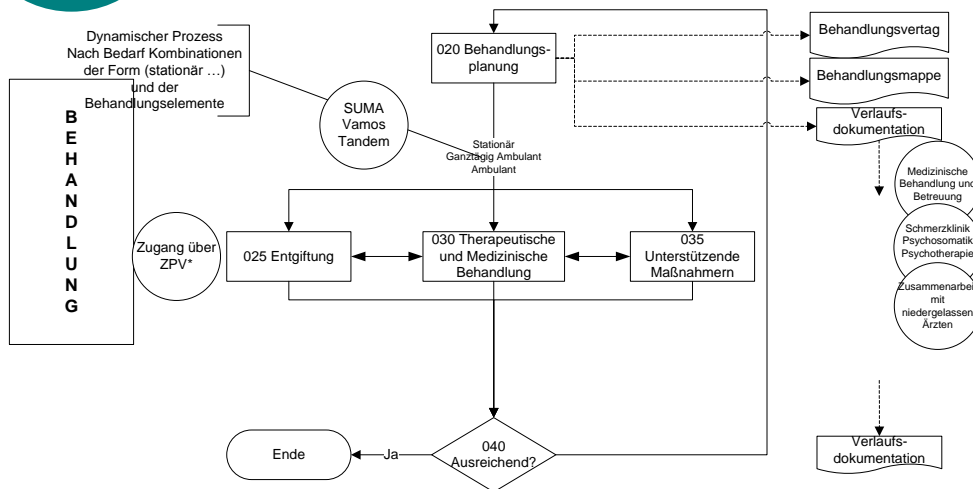 Dynamischer Prozess
Nach Bedarf Kombinationen
der Form (stationär ...)
und der
Behandlungselemente
B
E
H
A
N
D
L
U
N
G
SUMA
Vamos
Tandem
020 Behandlungs-
planung
Behandlungsvertag
Behandlungsmappe
Verlaufs-
dokumentation
Stationär
Ganztägig Ambulant
Ambulant
Medizinische
Behandlung und
Betreuung
Schmerzklinik
Psychosomatik
Psychotherapie
Zusammenarbei
mit
niedergelassen
Ärzten
Zugang über
ZPV*
025 Entgiftung
030 Therapeutische
und Medizinische
Behandlung
035
Unterstützende
Maßnahmern
040
Ausreichend?
Ja
Ende
Verlaufs-
dokumentation